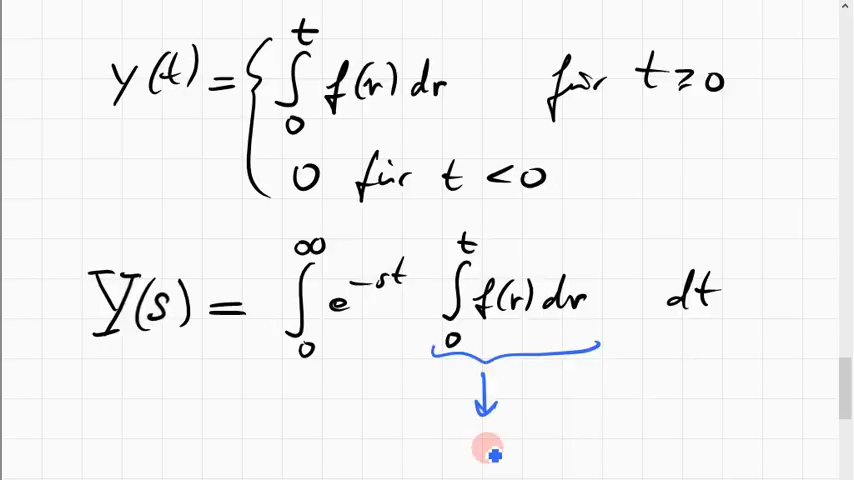 y(t) = { ∫₀ᵗ f(r) dr für t ≥ 0
0 für t < 0
Y(s) = ∫₀^∞ e^{-st} ∫₀ᵗ f(r) dr dt